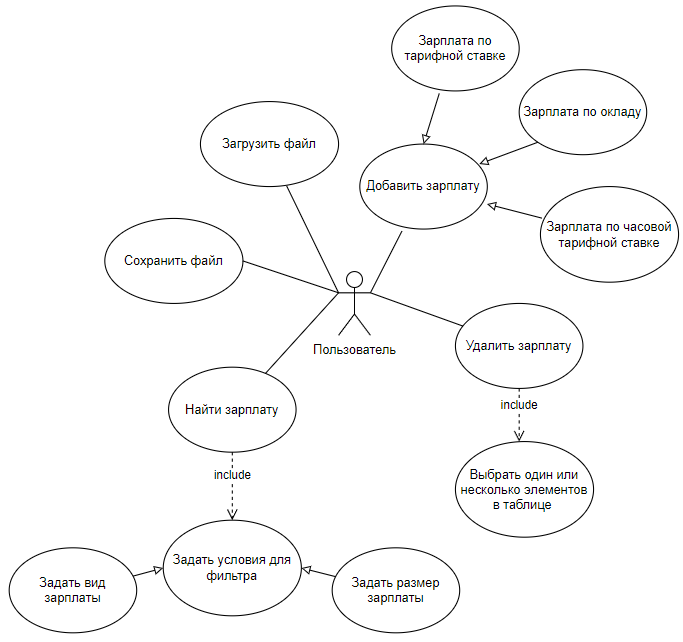 Зарплата по
тарифной ставке
Зарплата по окладу
Загрузить файл
Добавить зарплату
Зарплата по часовой
тарифной ставке
Сохранить файл
Пользователь
Удалить зарплату
Найти зарплату
include
include
Выбрать один или
несколько элементов
в таблице
Задать условия для
фильтра
Задать вид
зарплаты
Задать размер
зарплаты